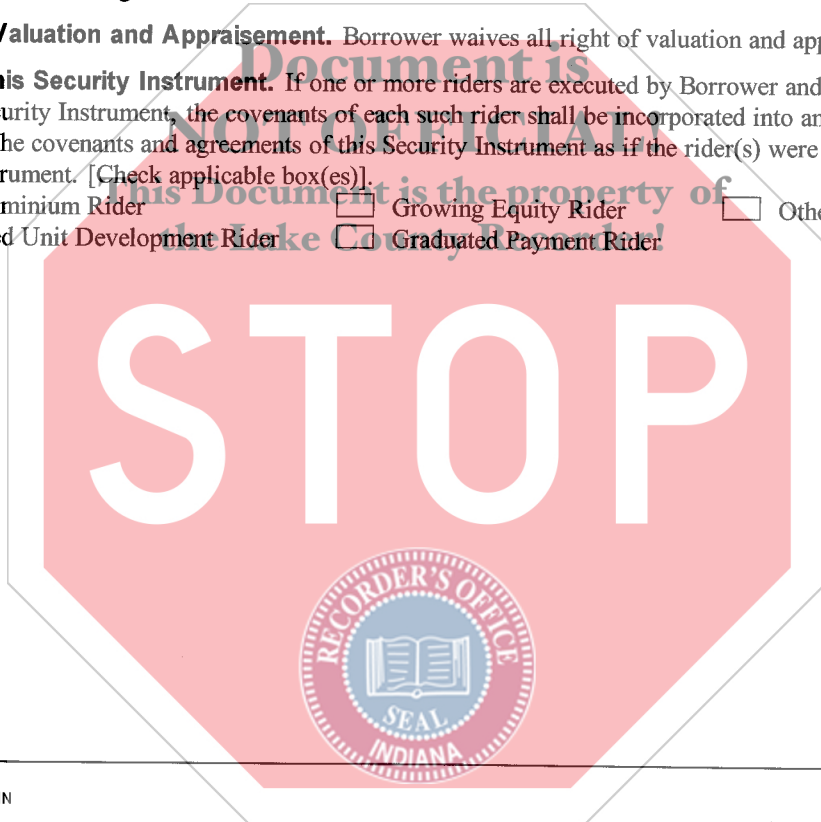 Valuation and Appraisement. Borrower waives all right of valuation and app
his Security Instrument. If one or more riders are executed by Borrower and
urity Instrument, the covenants of each such rider shall be incorporated into an
he covenants and agreements of this Security Instrument as if the rider(s) were
rument. [Check applicable box(es)].
minium Rider Growing Equity Rider Othe
d Unit Development Rider Graduated Payment Rider
Document is
NOT OFFICIAL!
This Document is the property of
the Lake County Recorder!
STOP
RECORDER'S OFFICE
SEAL
INDIANA
IN